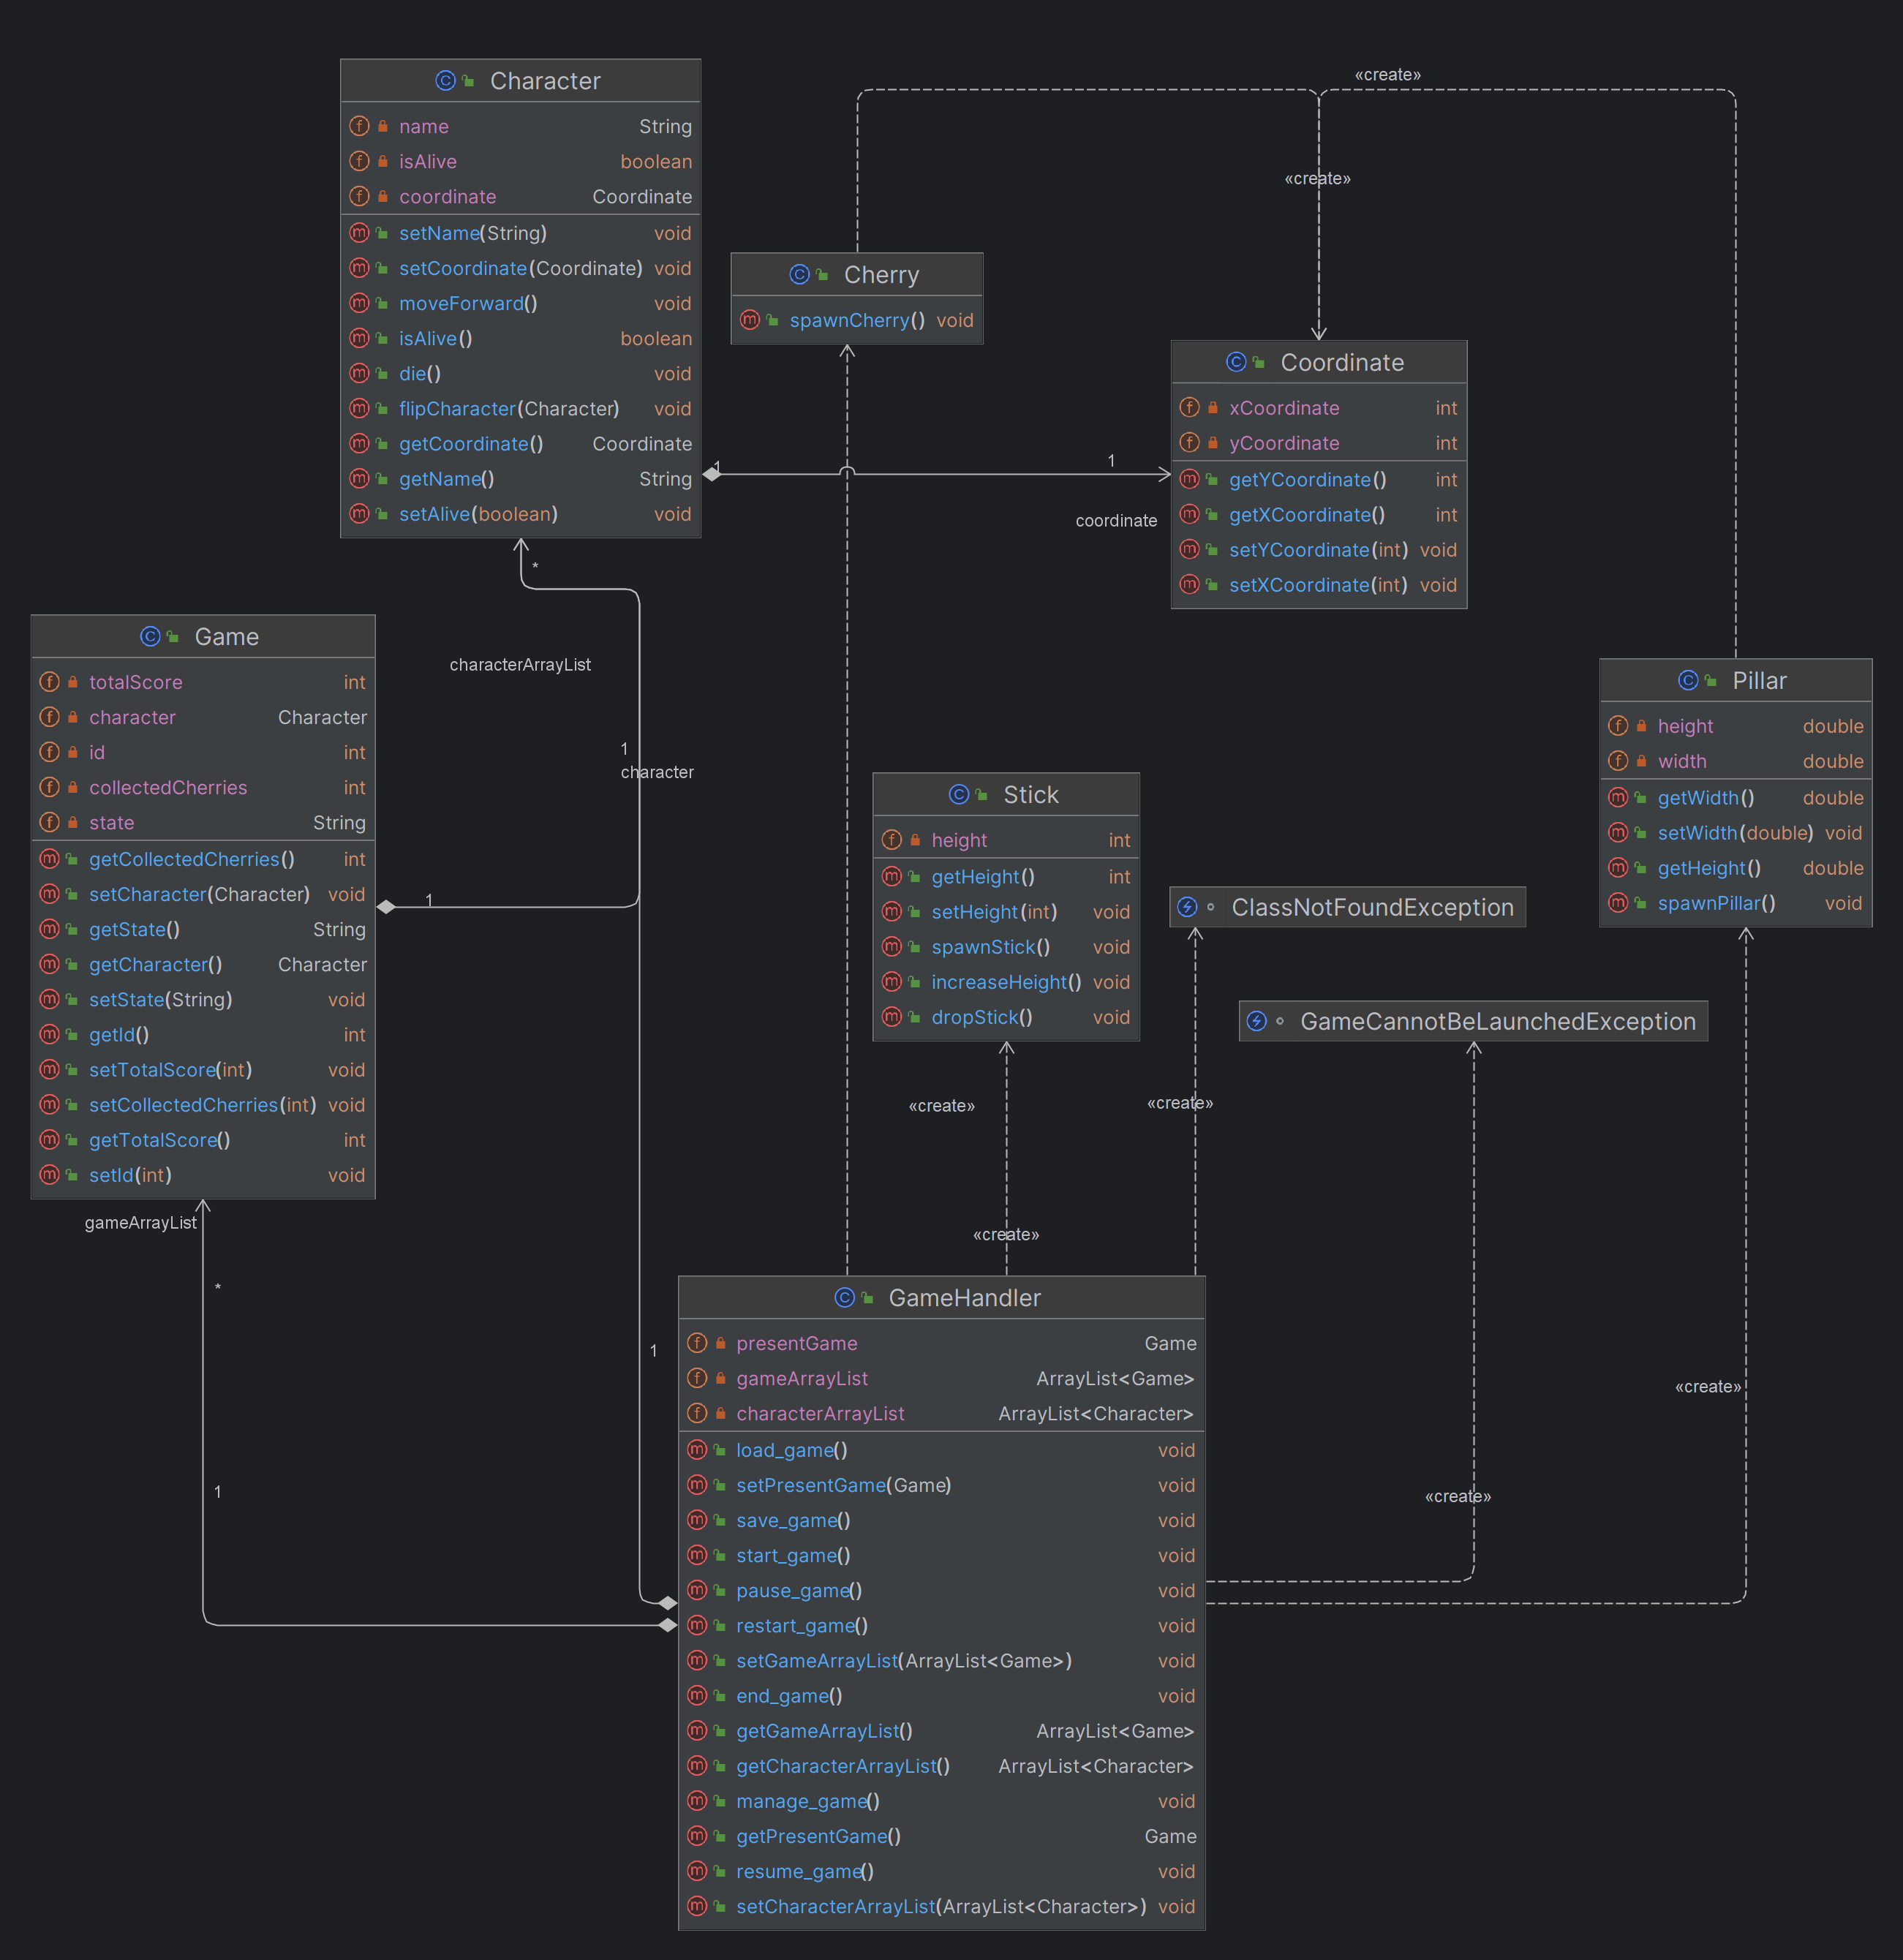 Character
name String
isAlive boolean
coordinate Coordinate
setName(String) void
setCoordinate(Coordinate) void
moveForward() void
isAlive() boolean
die() void
flipCharacter(Character) void
getCoordinate() Coordinate
getName() String
setAlive(boolean) void
«create»
«create»
Cherry
spawnCherry() void
Coordinate
xCoordinate int
yCoordinate int
getYCoordinate() int
getXCoordinate() int
setYCoordinate(int) void
setXCoordinate(int) void
1
1
coordinate
*
characterArrayList
1
character
Game
totalScore int
character Character
id int
collectedCherries int
state String
getCollectedCherries() int
setCharacter(Character) void
getState() String
getCharacter() Character
setState(String) void
getId() int
setTotalScore(int) void
setCollectedCherries(int) void
getTotalScore() int
setId(int) void
1
Pillar
height double
width double
getWidth() double
setWidth(double) void
getHeight() double
spawnPillar() void
Stick
height int
getHeight() int
setHeight(int) void
spawnStick() void
increaseHeight() void
dropStick() void
ClassNotFoundException
GameCannotBeLaunchedException
«create»
«create»
«create»
gameArrayList
*
1
1
«create»
«create»
GameHandler
presentGame Game
gameArrayList ArrayList<Game>
characterArrayList ArrayList<Character>
load_game() void
setPresentGame(Game) void
save_game() void
start_game() void
pause_game() void
restart_game() void
setGameArrayList(ArrayList<Game>) void
end_game() void
getGameArrayList() ArrayList<Game>
getCharacterArrayList() ArrayList<Character>
manage_game() void
getPresentGame() Game
resume_game() void
setCharacterArrayList(ArrayList<Character>) void